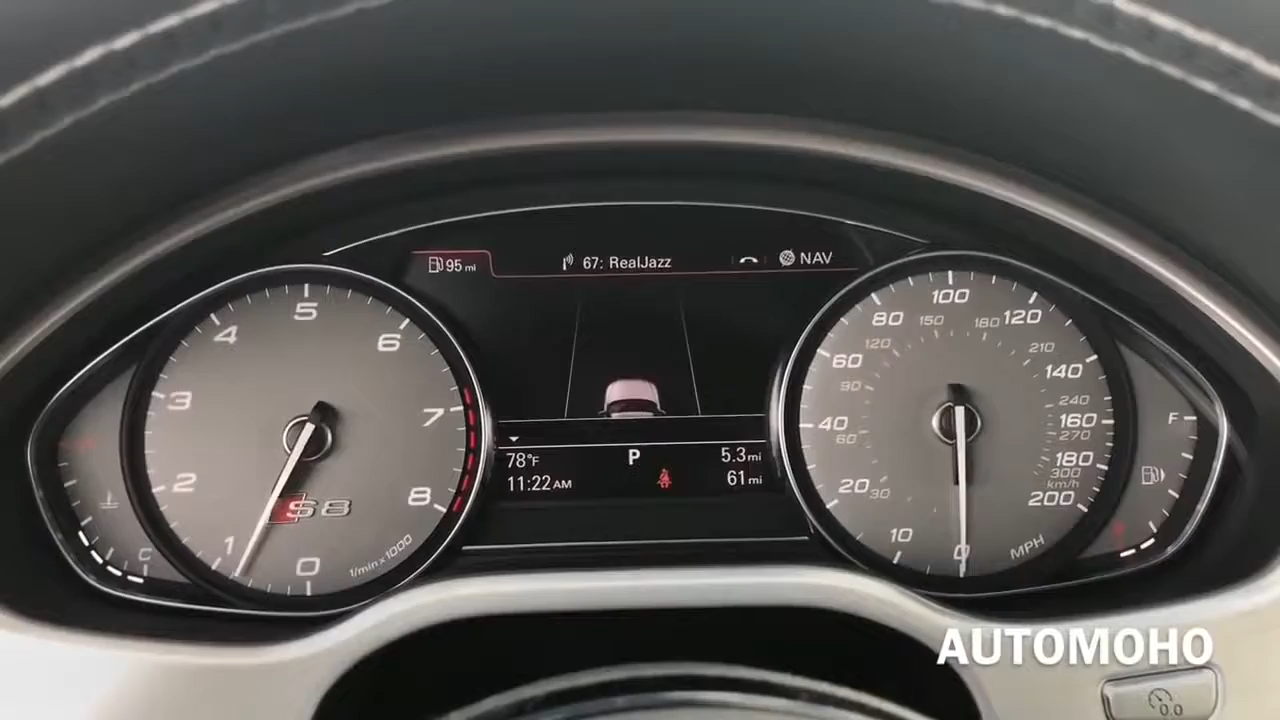 95 mi
67: RealJazz
NAV
0
1
2
3
4
5
6
7
8
1/min x 1000
S8
C
78°F
P
5.3 mi
11:22 AM
61 mi
0
10
20
40
60
80
100
120
140
160
180
200
MPH
30
60
90
120
150
180
210
240
270
300
km/h
F
AUTOMOHO
0.0